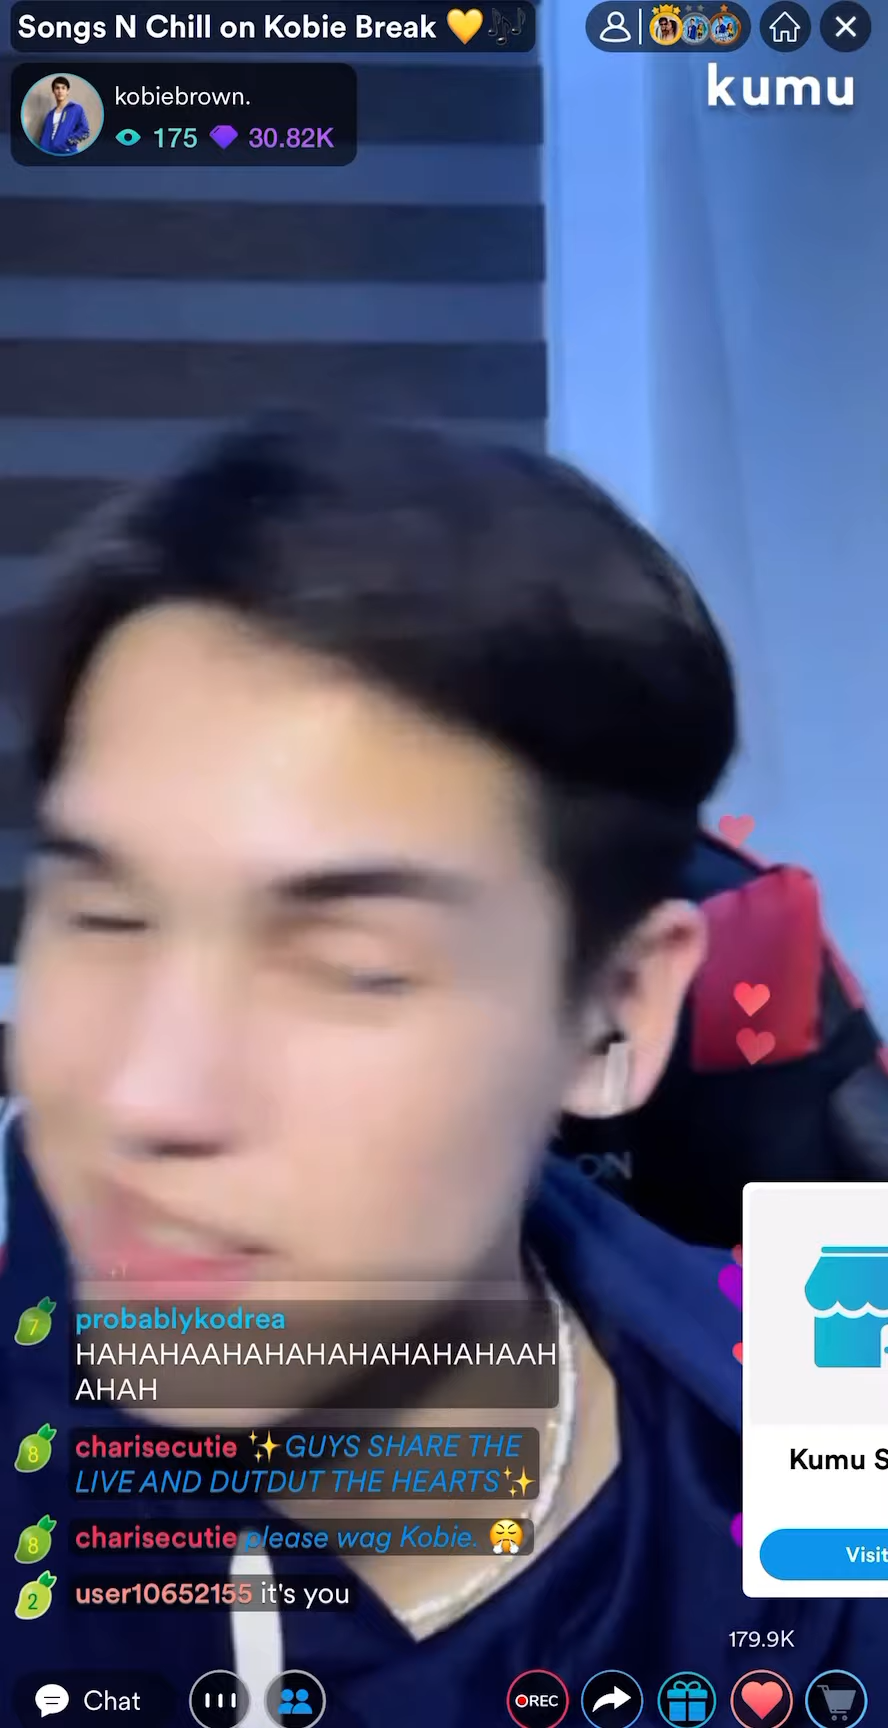 Songs N Chill on Kobie Break 💛🎶
kobiebrown.
175 30.82K
kumu
ON
7
probablykodrea
HAHAHAAHAHAHAHAHAHAHAAH
AHAH
8
charisecutie ✨GUYS SHARE THE
LIVE AND DUTDUT THE HEARTS✨
8
charisecutie please wag Kobie. 😤
2
user10652155 it's you
Kumu S
Visit
179.9K
Chat
REC